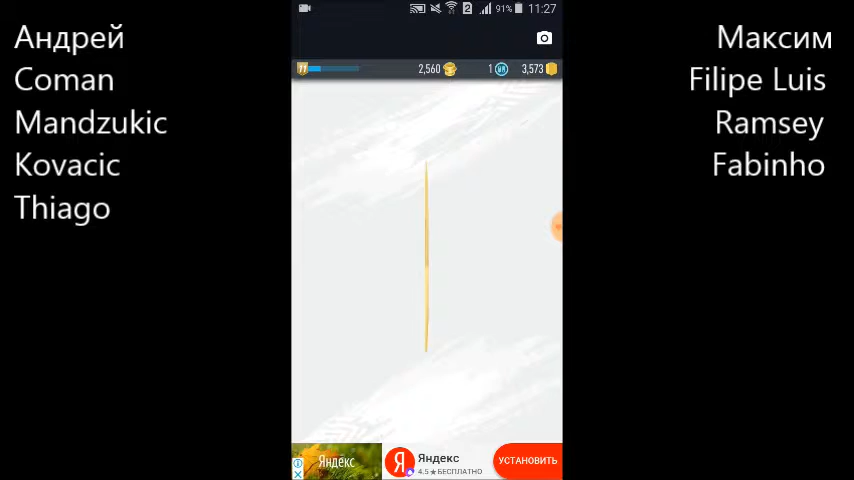 Андрей
Coman
Mandzukic
Kovacic
Thiago
Максим
Filipe Luis
Ramsey
Fabinho
2 91% 11:27
2,560 1 3,573
Яндекс
Яндекс
4.5★БЕСПЛАТНО
УСТАНОВИТЬ